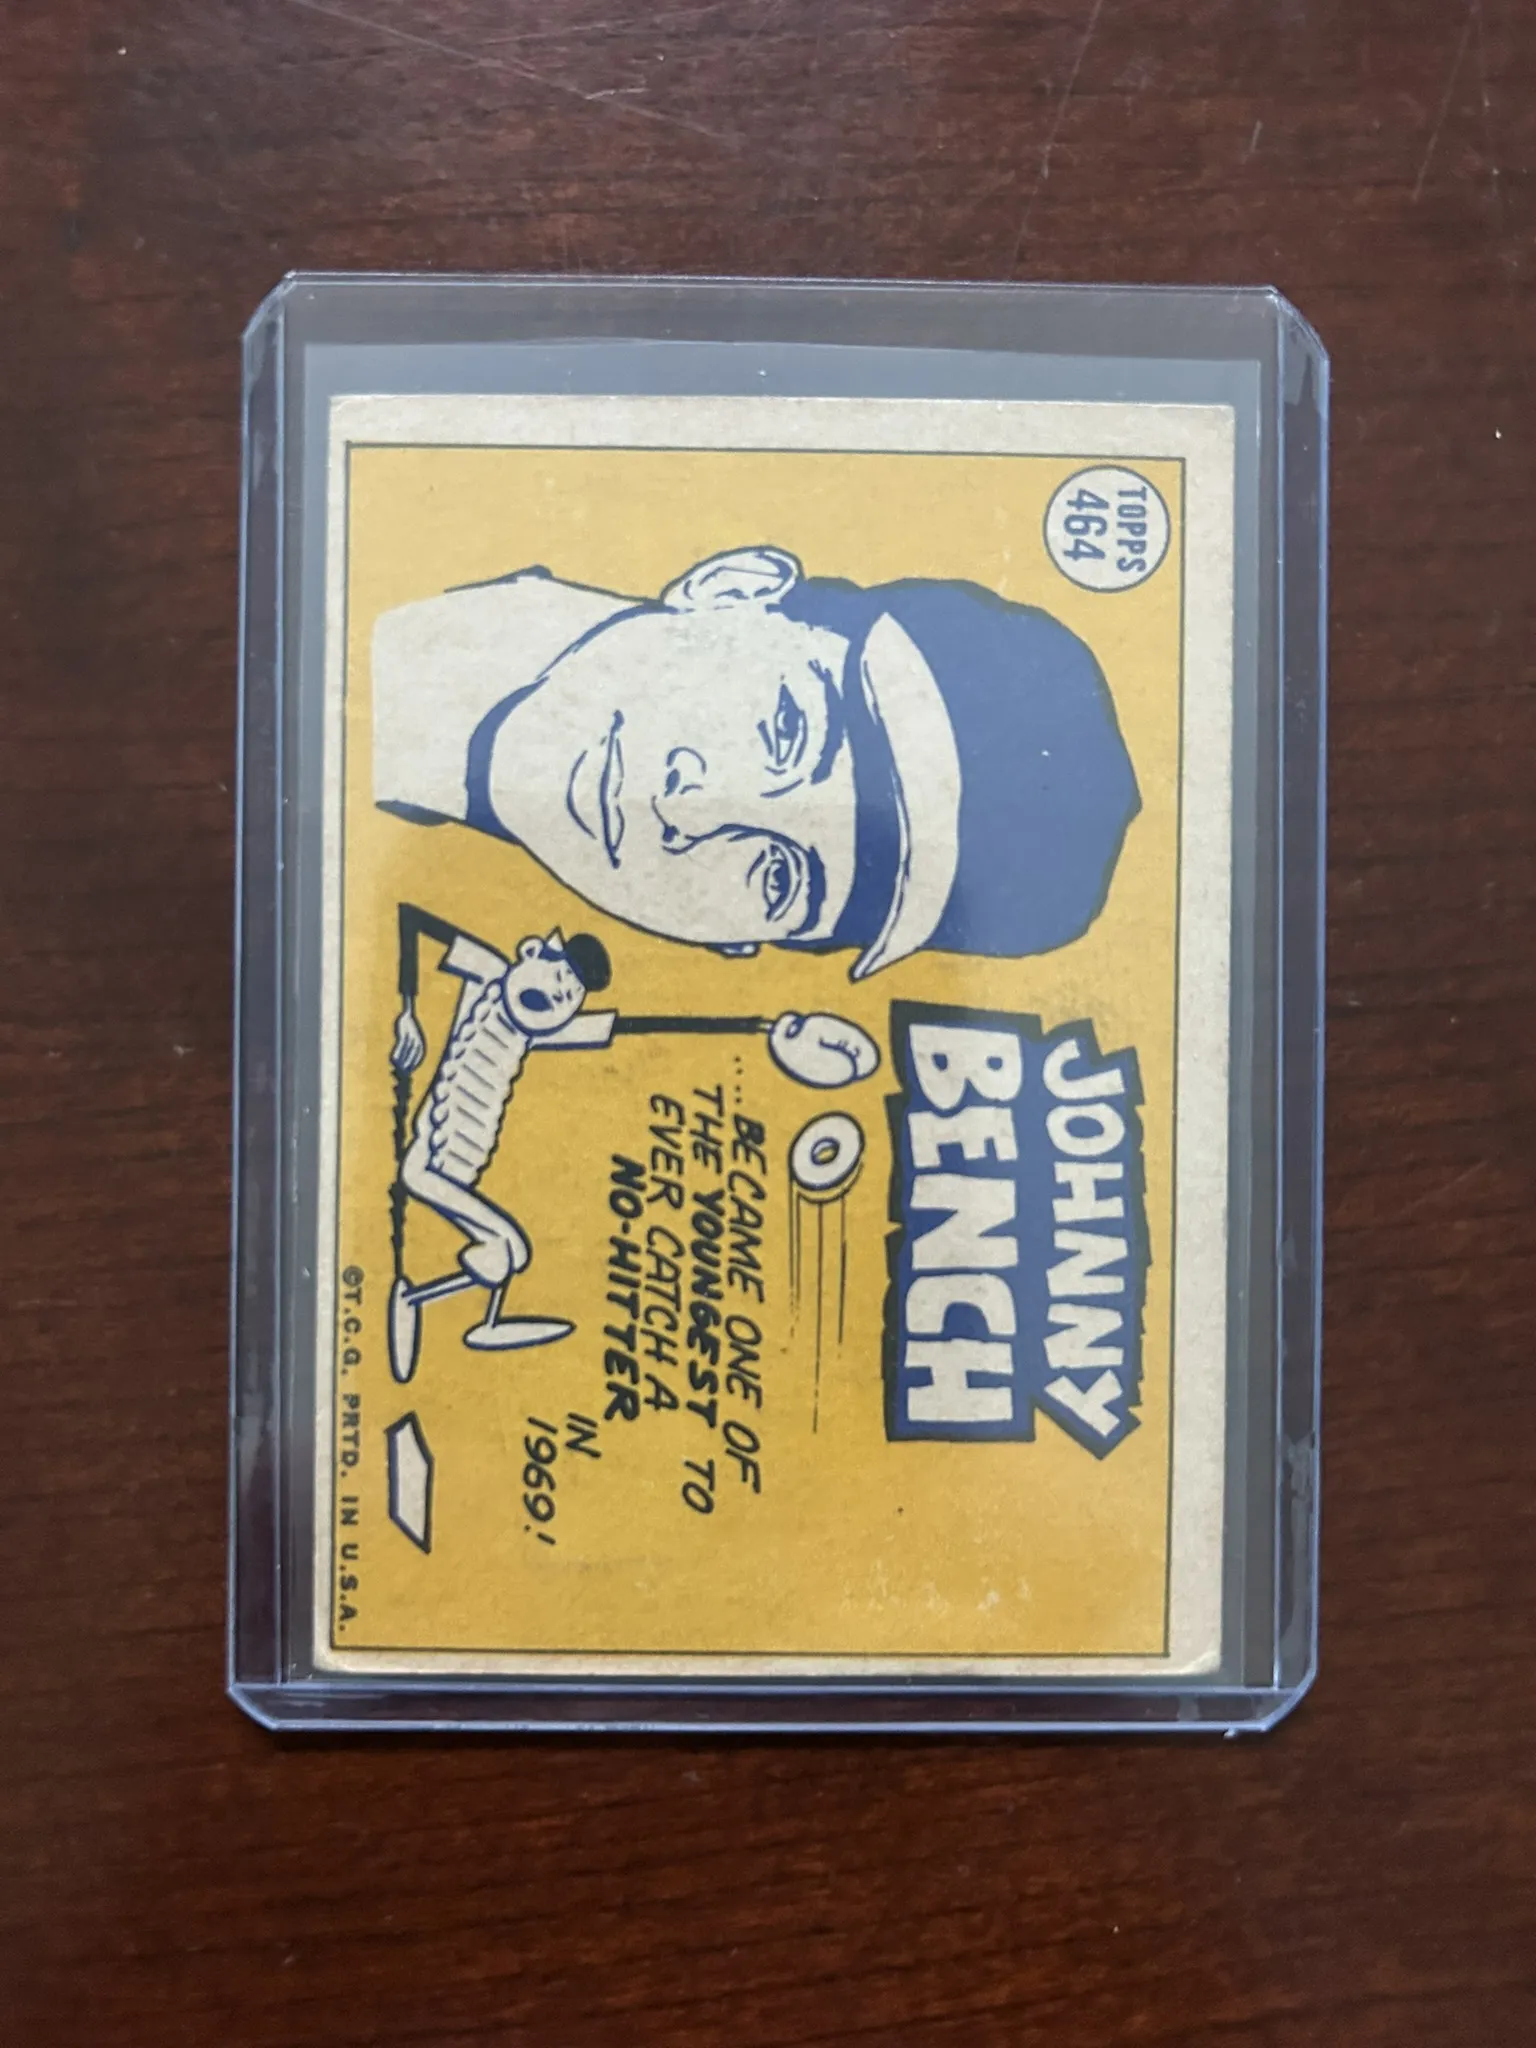 TOPPS
464
JOHNNY
BENCH
....BECAME ONE OF
THE YOUNGEST TO
EVER CATCH A
NO-HITTER
IN
1969!
©T.C.G. PRTD. IN U.S.A.